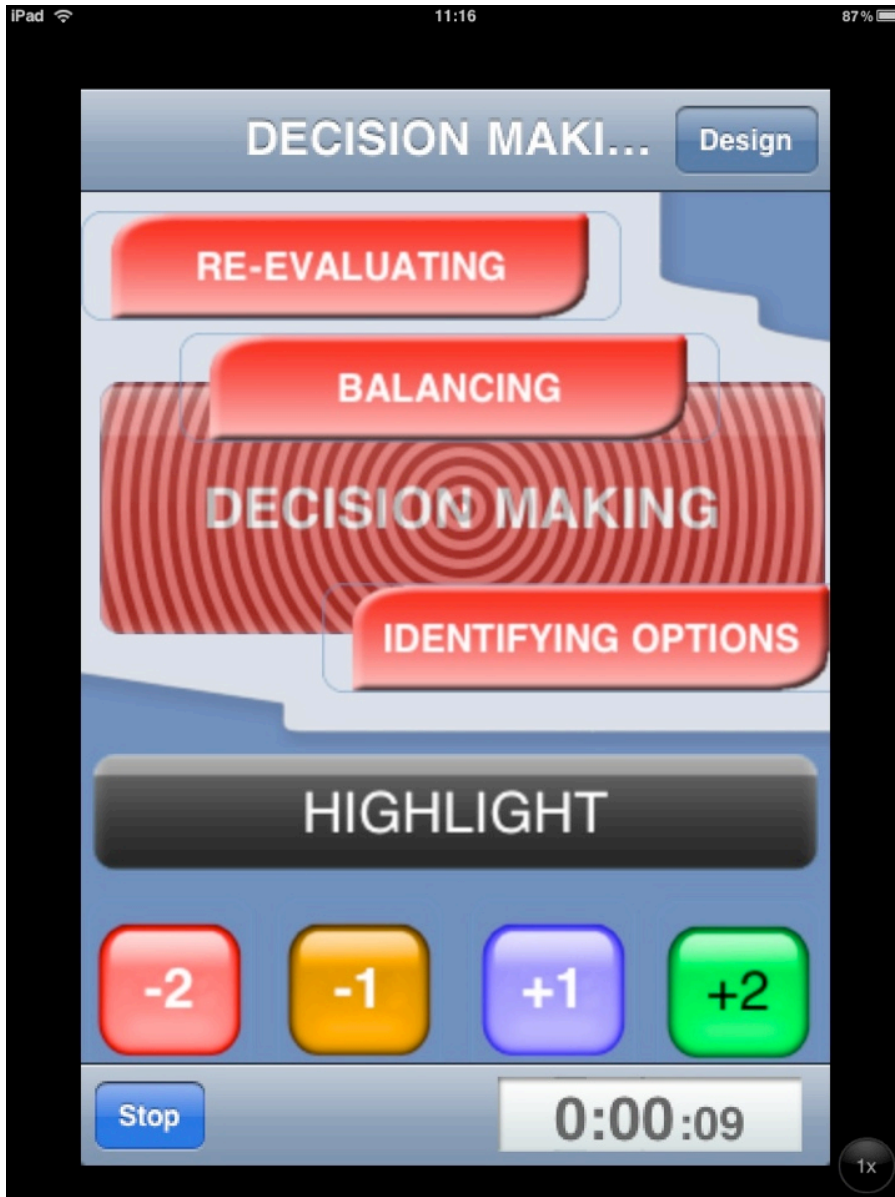 iPad 11:16 87%
DECISION MAKI... Design
RE-EVALUATING
BALANCING
DECISION MAKING
IDENTIFYING OPTIONS
HIGHLIGHT
-2 -1 +1 +2
Stop 0:00:09
1x